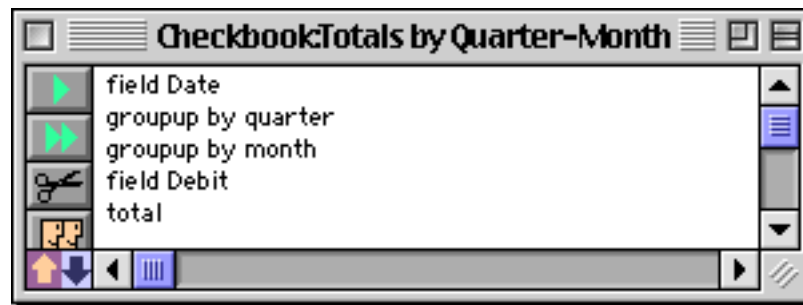 Checkbook:Totals by Quarter-Month
field Date
groupup by quarter
groupup by month
field Debit
total